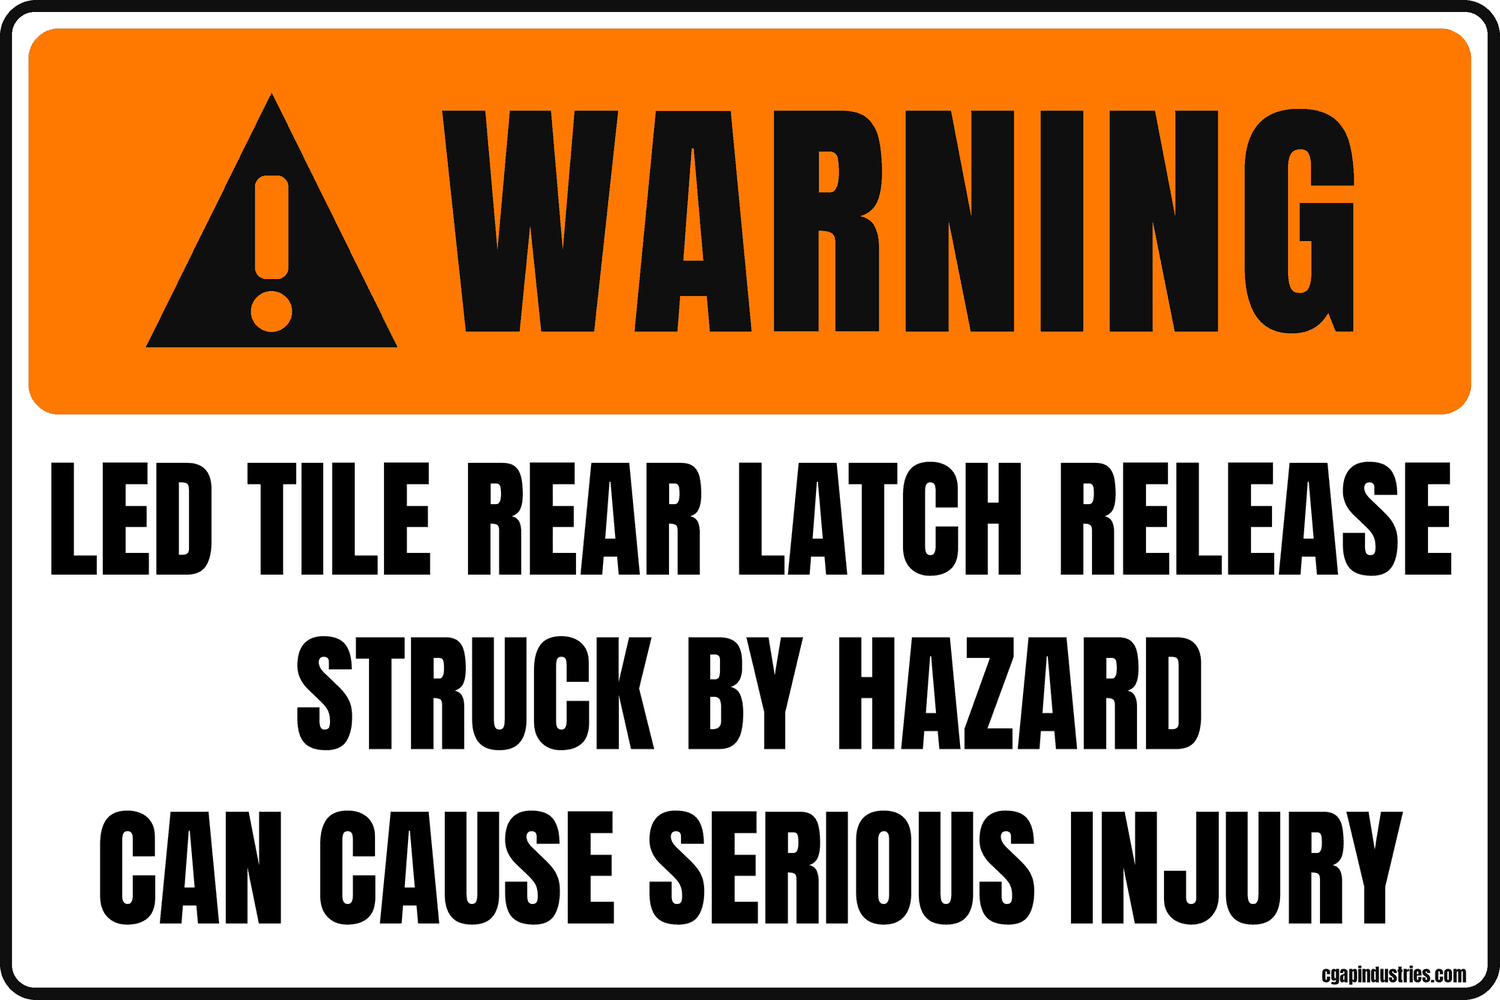 WARNING
LED TILE REAR LATCH RELEASE
STRUCK BY HAZARD
CAN CAUSE SERIOUS INJURY
cgapindustries.com